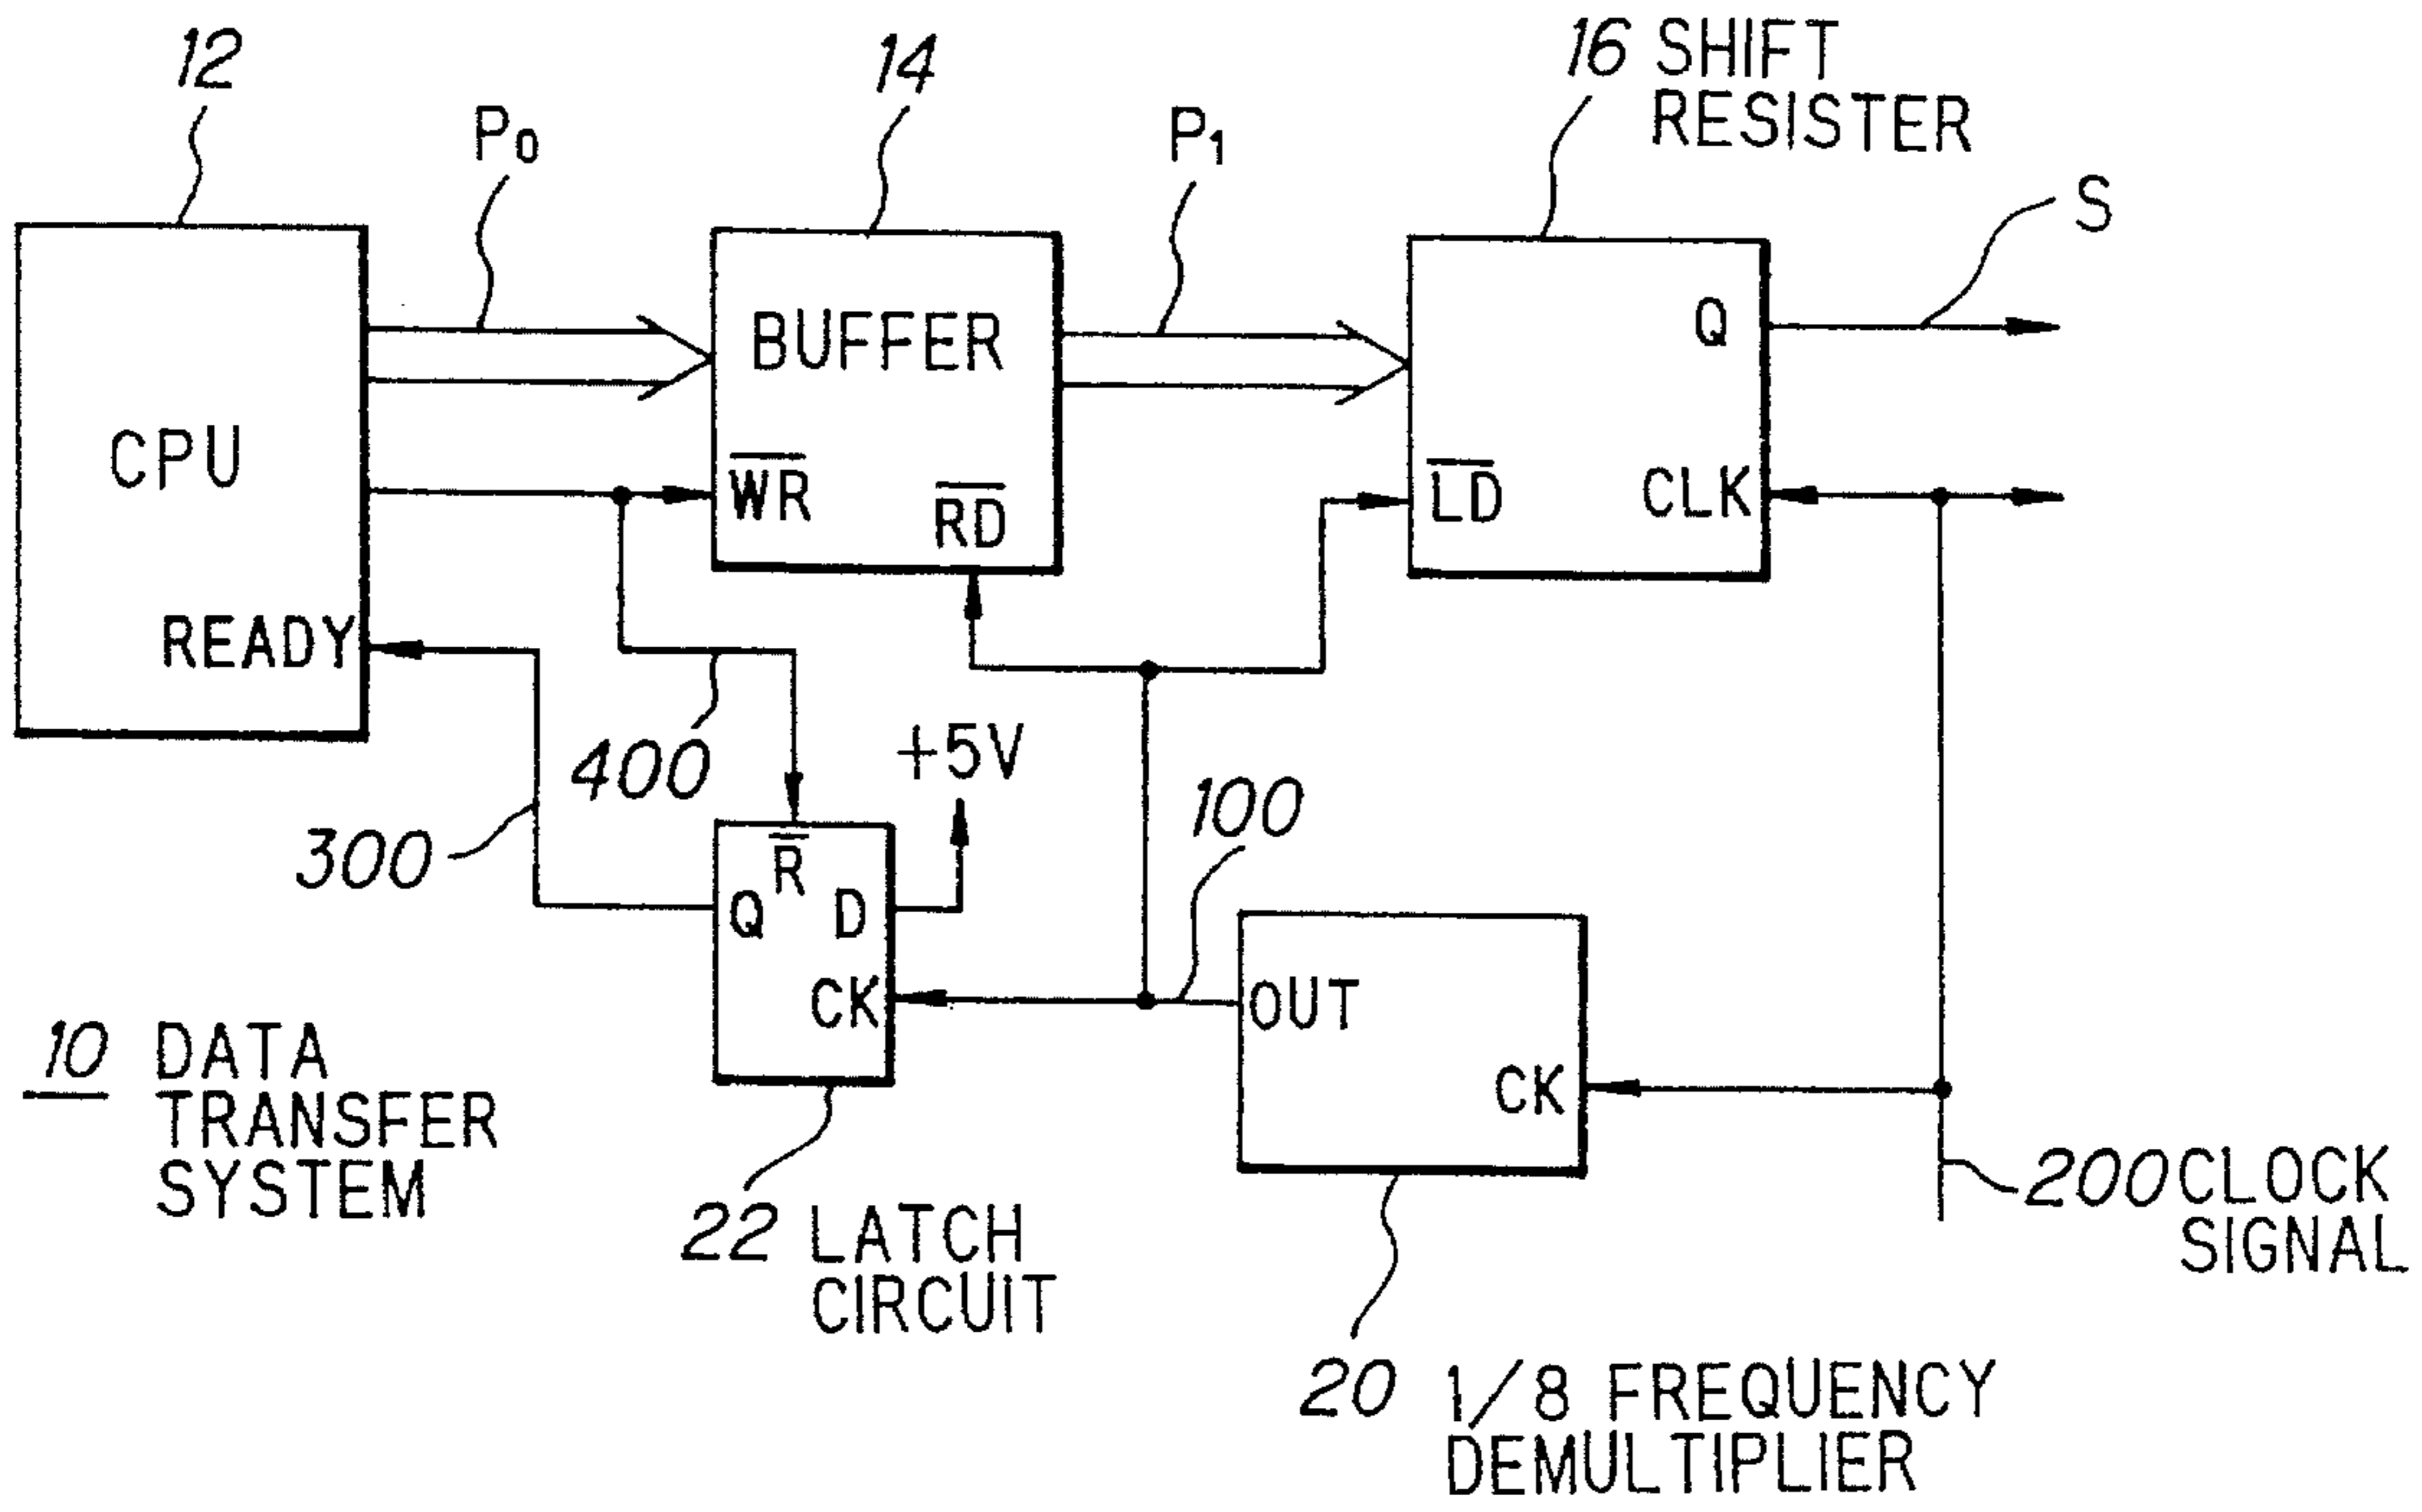 12
14
16 SHIFT
RESISTER
P0
P1
S
BUFFER
Q
CPU
WR
RD
LD
CLK
READY
400
+5V
100
300
R
Q
D
CK
OUT
CK
10 DATA
TRANSFER
SYSTEM
22 LATCH
CIRCUIT
200 CLOCK
SIGNAL
20 1/8 FREQUENCY
DEMULTIPLIER